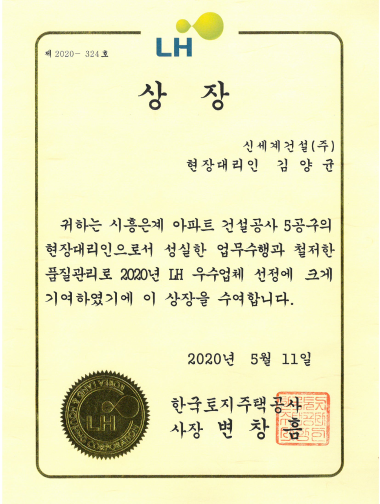 LH
제 2020- 324 호
상 장
신세계건설(주)
현장대리인 김 양 균
귀하는 시흥은계 아파트 건설공사 5공구의
현장대리인으로서 성실한 업무수행과 철저한
품질관리로 2020년 LH 우수업체 선정에 크게
기여하였기에 이 상장을 수여합니다.
2020년 5월 11일
한국토지주택공사
사장 변 창 흠
LH